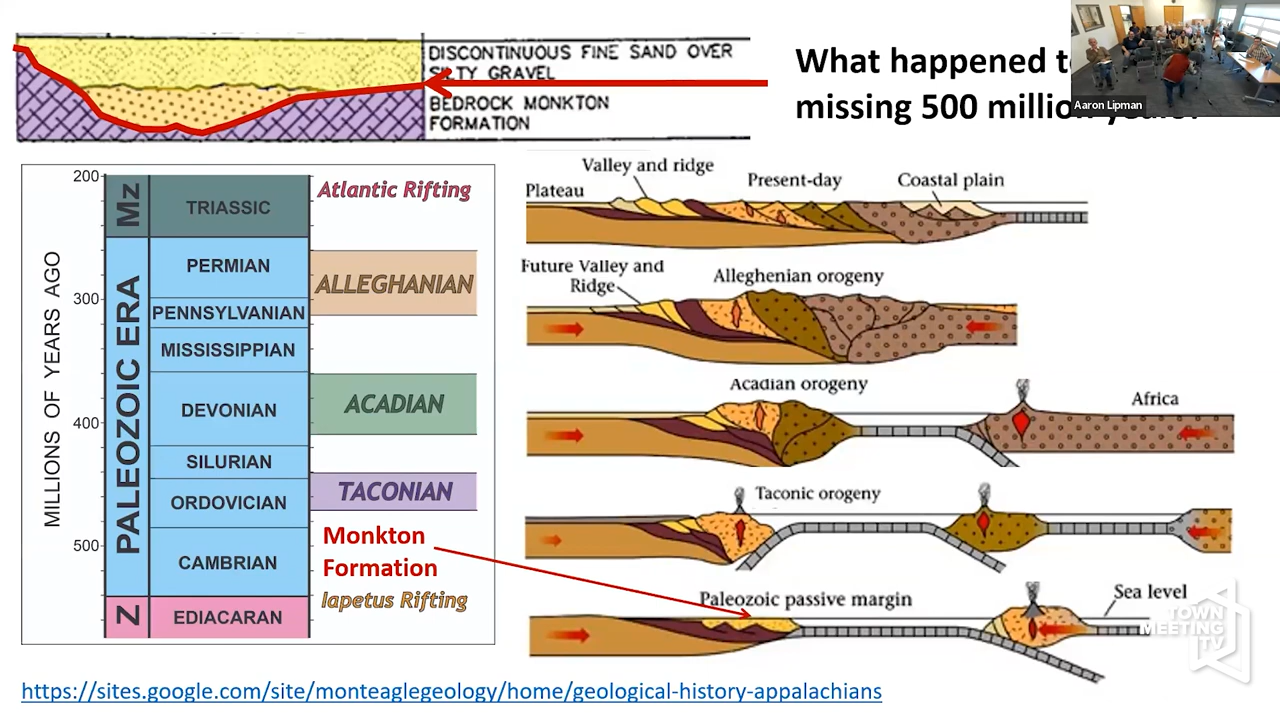 DISCONTINUOUS FINE SAND OVER
SILTY GRAVEL
BEDROCK MONKTON
FORMATION
What happened t
missing 500 millio
Aaron Lipman
MILLIONS OF YEARS AGO
200
300
400
500
Mz
PALEOZOIC ERA
Z
TRIASSIC
PERMIAN
PENNSYLVANIAN
MISSISSIPPIAN
DEVONIAN
SILURIAN
ORDOVICIAN
CAMBRIAN
EDIACARAN
Atlantic Rifting
ALLEGHANIAN
ACADIAN
TACONIAN
Monkton
Formation
Iapetus Rifting
Valley and ridge
Plateau
Present-day
Coastal plain
Future Valley and
Ridge
Alleghenian orogeny
Acadian orogeny
Africa
Taconic orogeny
Paleozoic passive margin
Sea level
TOWN
MEETING
TV
https://sites.google.com/site/monteaglegeology/home/geological-history-appalachians